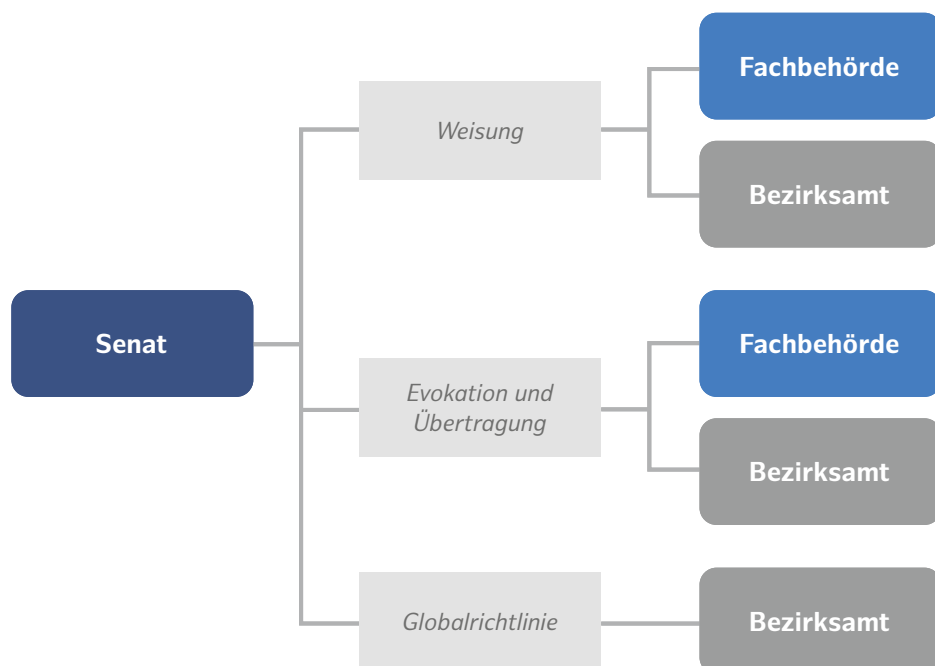 Fachbehörde
Weisung
Bezirksamt
Senat
Fachbehörde
Evokation und
Übertragung
Bezirksamt
Globalrichtlinie
Bezirksamt